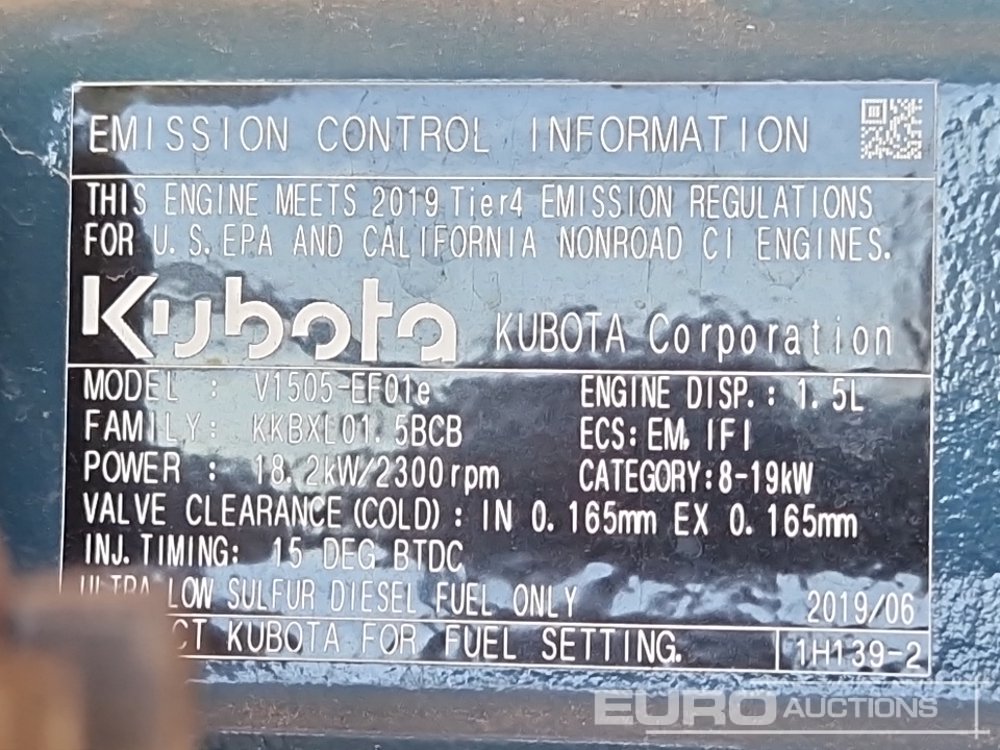 EMISSION CONTROL INFORMATION
THIS ENGINE MEETS 2019 Tier4 EMISSION REGULATIONS
FOR U.S.EPA AND CALIFORNIA NONROAD CI ENGINES.
Kubota KUBOTA Corporation
MODEL : V1505-EF01e ENGINE DISP.: 1.5L
FAMILY: KKBXL01.5BCB ECS:EM, IFI
POWER : 18.2kW/2300rpm CATEGORY:8-19kW
VALVE CLEARANCE(COLD): IN 0.165mm EX 0.165mm
INJ.TIMING: 15 DEG BTDC
ULTRA LOW SULFUR DIESEL FUEL ONLY 2019/06
CT KUBOTA FOR FUEL SETTING. 1H139-2
EURO AUCTIONS